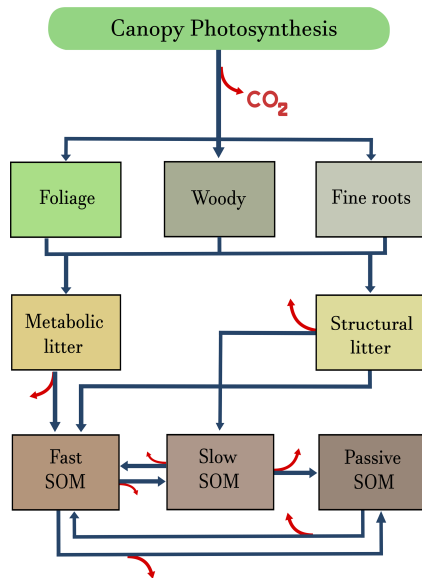 Canopy Photosynthesis
CO₂
Foliage
Woody
Fine roots
Metabolic
litter
Structural
litter
Fast
SOM
Slow
SOM
Passive
SOM